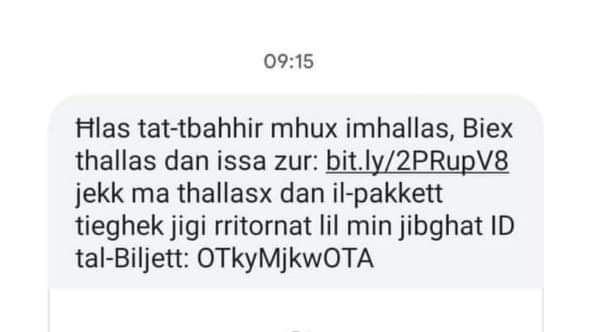 09:15
Ħlas tat-tbahhir mhux imhallas, Biex
thallas dan issa zur: bit.ly/2PRupV8
jekk ma thallasx dan il-pakkett
tieghek jigi rritornat lil min jibghat ID
tal-Biljett: OTkyMjkwOTA